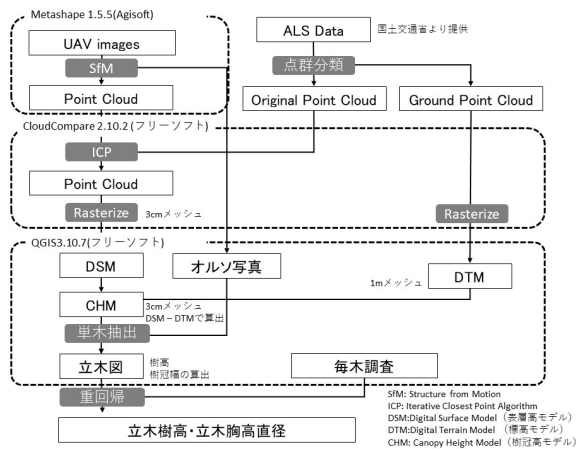 Metashape 1.5.5(Agisoft)
UAV images
SfM
Point Cloud
ALS Data
国土交通省より提供
点群分類
Original Point Cloud
Ground Point Cloud
CloudCompare 2.10.2 (フリーソフト)
ICP
Point Cloud
Rasterize
3cmメッシュ
Rasterize
QGIS3.10.7(フリーソフト)
DSM
オルソ写真
DTM
1mメッシュ
CHM
3cmメッシュ
DSM－DTMで算出
単木抽出
立木図
樹高
樹冠幅の算出
毎木調査
重回帰
立木樹高・立木胸高直径
SfM: Structure from Motion
ICP: Iterative Closest Point Algorithm
DSM:Digital Surface Model （表層高モデル）
DTM:Digital Terrain Model （標高モデル）
CHM: Canopy Height Model（樹冠高モデル）